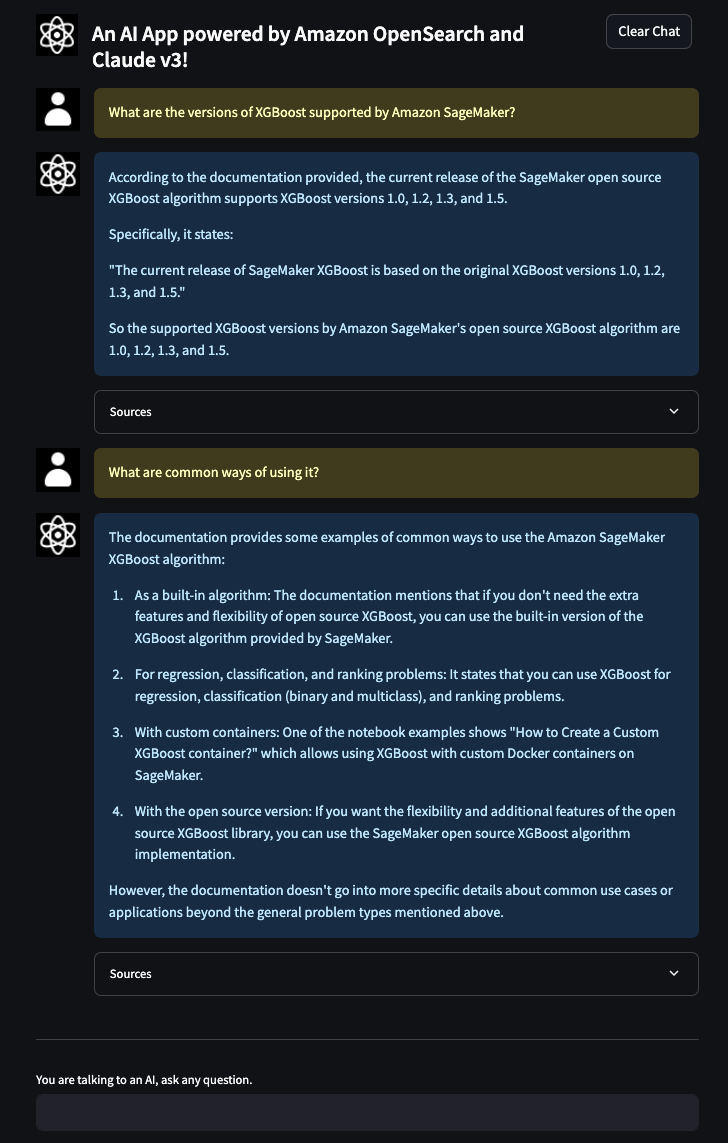 An AI App powered by Amazon OpenSearch and
Claude v3!
Clear Chat
What are the versions of XGBoost supported by Amazon SageMaker?
According to the documentation provided, the current release of the SageMaker open source
XGBoost algorithm supports XGBoost versions 1.0, 1.2, 1.3, and 1.5.
Specifically, it states:
"The current release of SageMaker XGBoost is based on the original XGBoost versions 1.0, 1.2,
1.3, and 1.5."
So the supported XGBoost versions by Amazon SageMaker's open source XGBoost algorithm are
1.0, 1.2, 1.3, and 1.5.
Sources
What are common ways of using it?
The documentation provides some examples of common ways to use the Amazon SageMaker
XGBoost algorithm:
1. As a built-in algorithm: The documentation mentions that if you don't need the extra
features and flexibility of open source XGBoost, you can use the built-in version of the
XGBoost algorithm provided by SageMaker.
2. For regression, classification, and ranking problems: It states that you can use XGBoost for
regression, classification (binary and multiclass), and ranking problems.
3. With custom containers: One of the notebook examples shows "How to Create a Custom
XGBoost container?" which allows using XGBoost with custom Docker containers on
SageMaker.
4. With the open source version: If you want the flexibility and additional features of the open
source XGBoost library, you can use the SageMaker open source XGBoost algorithm
implementation.
However, the documentation doesn't go into more specific details about common use cases or
applications beyond the general problem types mentioned above.
Sources
You are talking to an AI, ask any question.